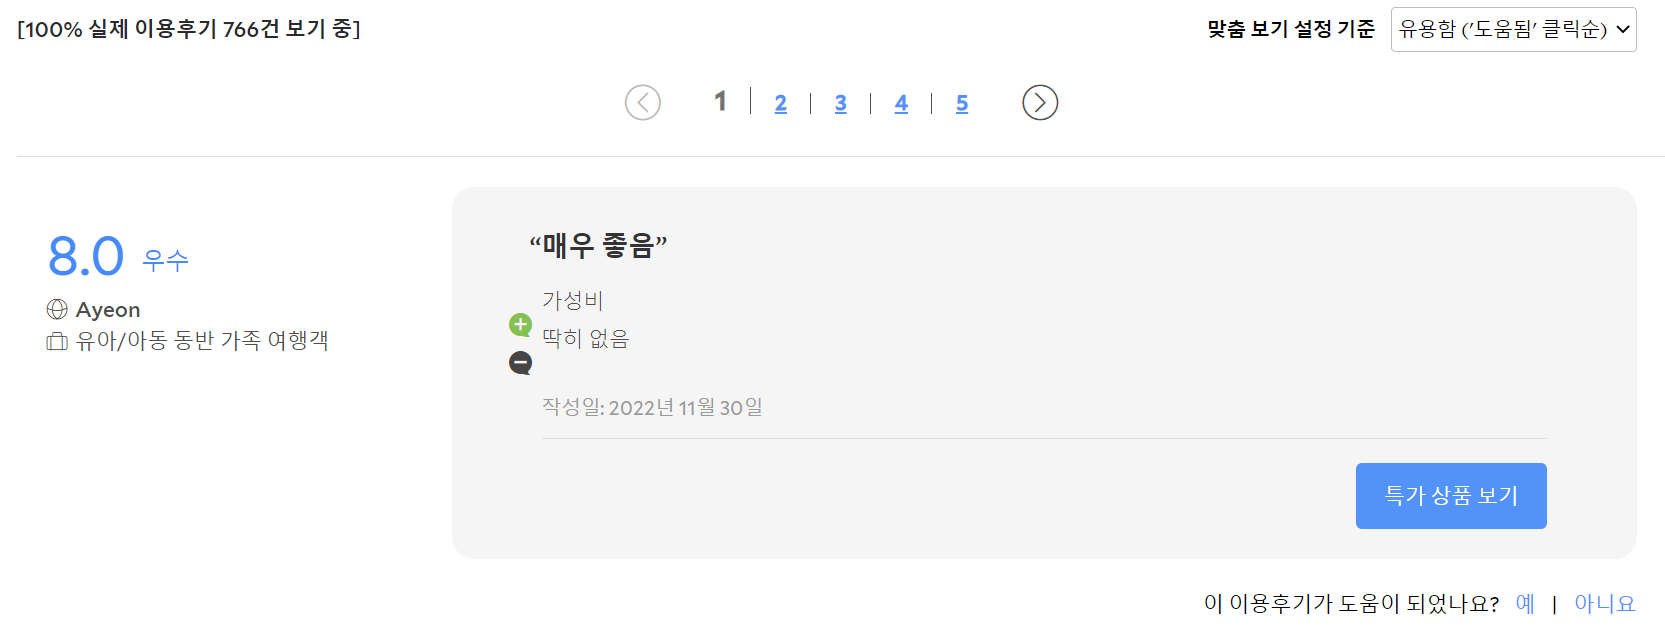 [100% 실제 이용후기 766건 보기 중]
맞춤 보기 설정 기준 유용함 ('도움됨' 클릭순)
1 | 2 | 3 | 4 | 5
8.0 우수
Ayeon
유아/아동 동반 가족 여행객
“매우 좋음”
가성비
딱히 없음
작성일: 2022년 11월 30일
특가 상품 보기
이 이용후기가 도움이 되었나요? 예 | 아니요